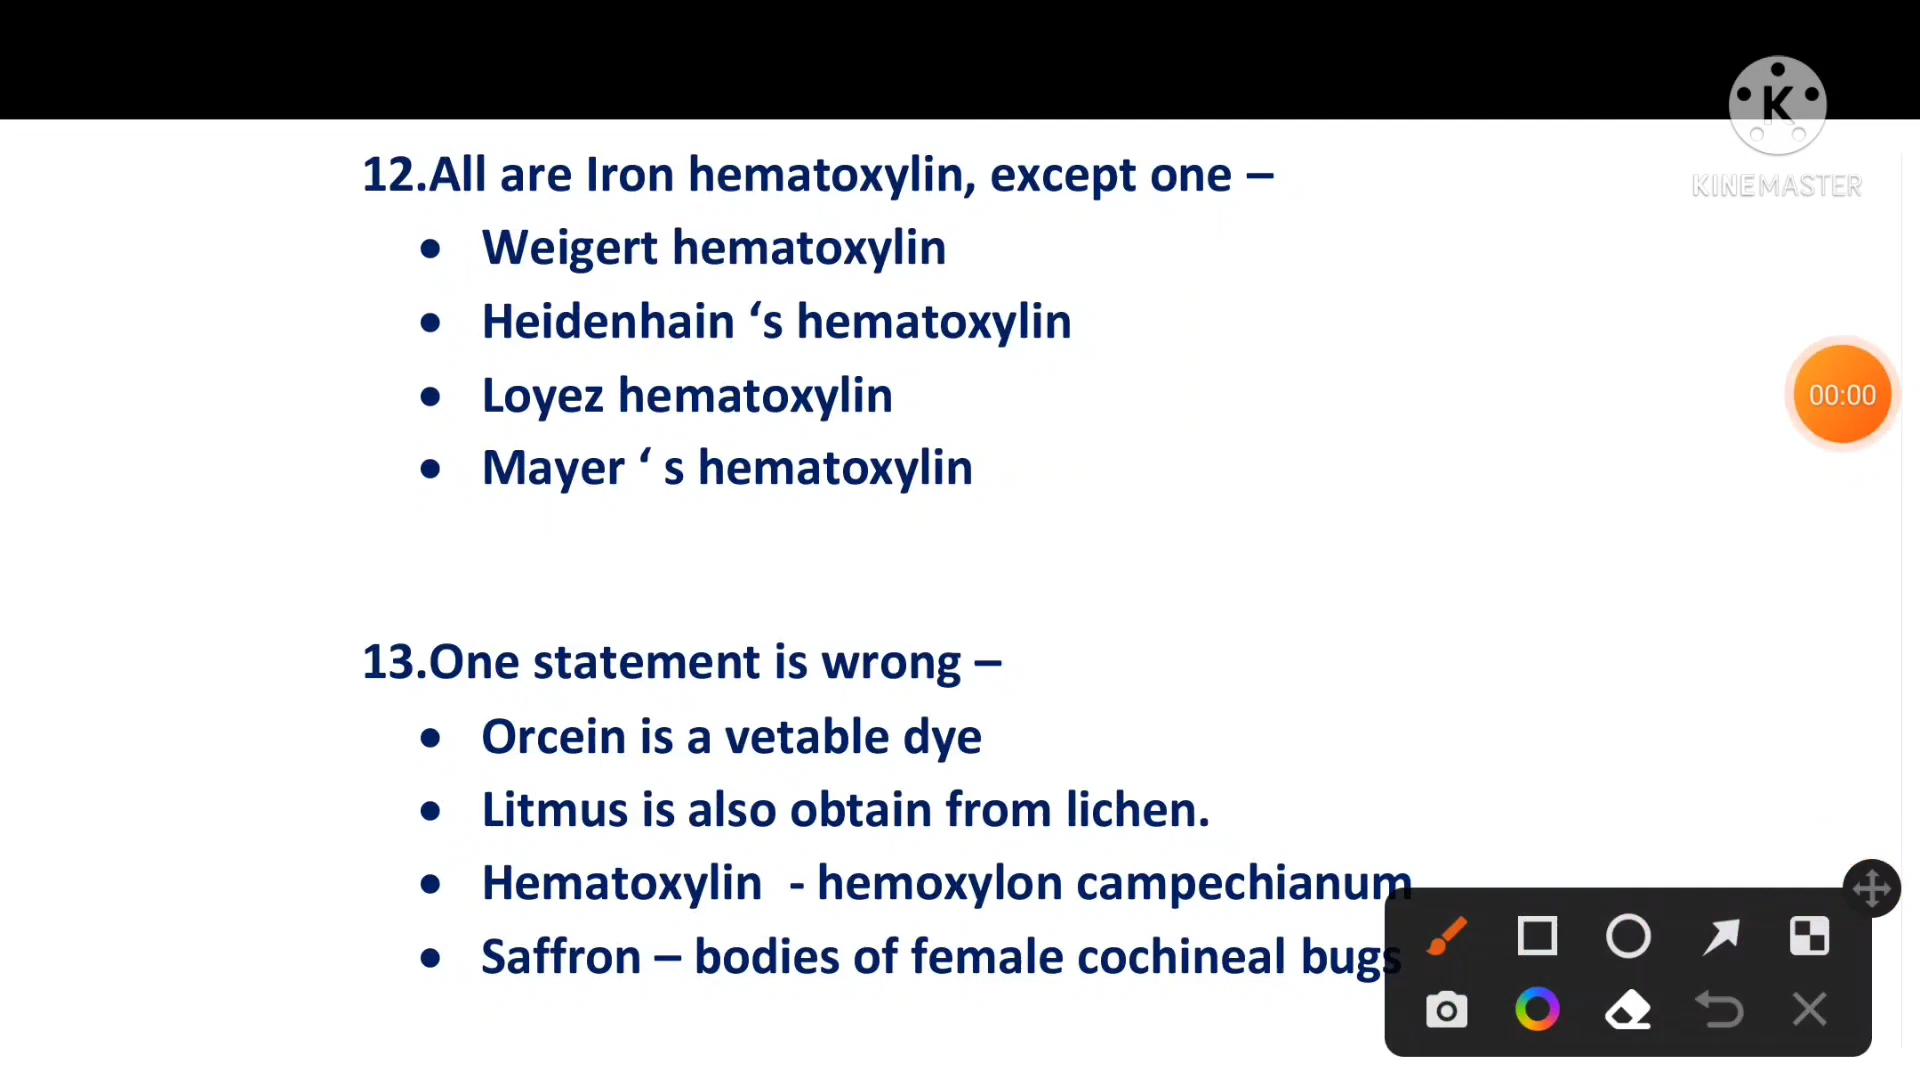 K
KINEMASTER
12.All are Iron hematoxylin, except one –
• Weigert hematoxylin
• Heidenhain ‘s hematoxylin
00:00
• Loyez hematoxylin
• Mayer ‘ s hematoxylin
13.One statement is wrong –
• Orcein is a vetable dye
• Litmus is also obtain from lichen.
• Hematoxylin - hemoxylon campechianum
• Saffron – bodies of female cochineal bugs